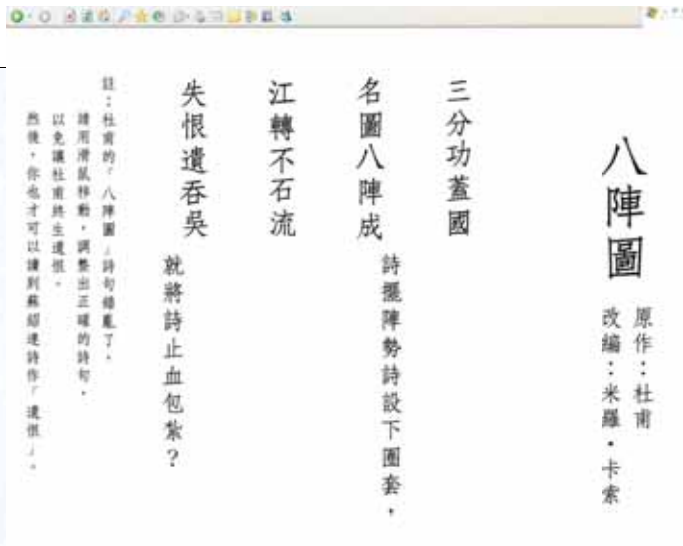 八陣圖
原作：杜甫
改編：米羅·卡索
三分功蓋國
名圖八陣成
詩擺陣勢詩設下圈套，
江轉不石流
失恨遺吞吳
就將詩止血包紮？
註：杜甫的「八陣圖」詩句錯亂了。
請用滑鼠移動，調整出正確的詩句，
以免讓杜甫終生遺恨。
然後，你也才可以讀到蘇紹連詩作「遺恨」。